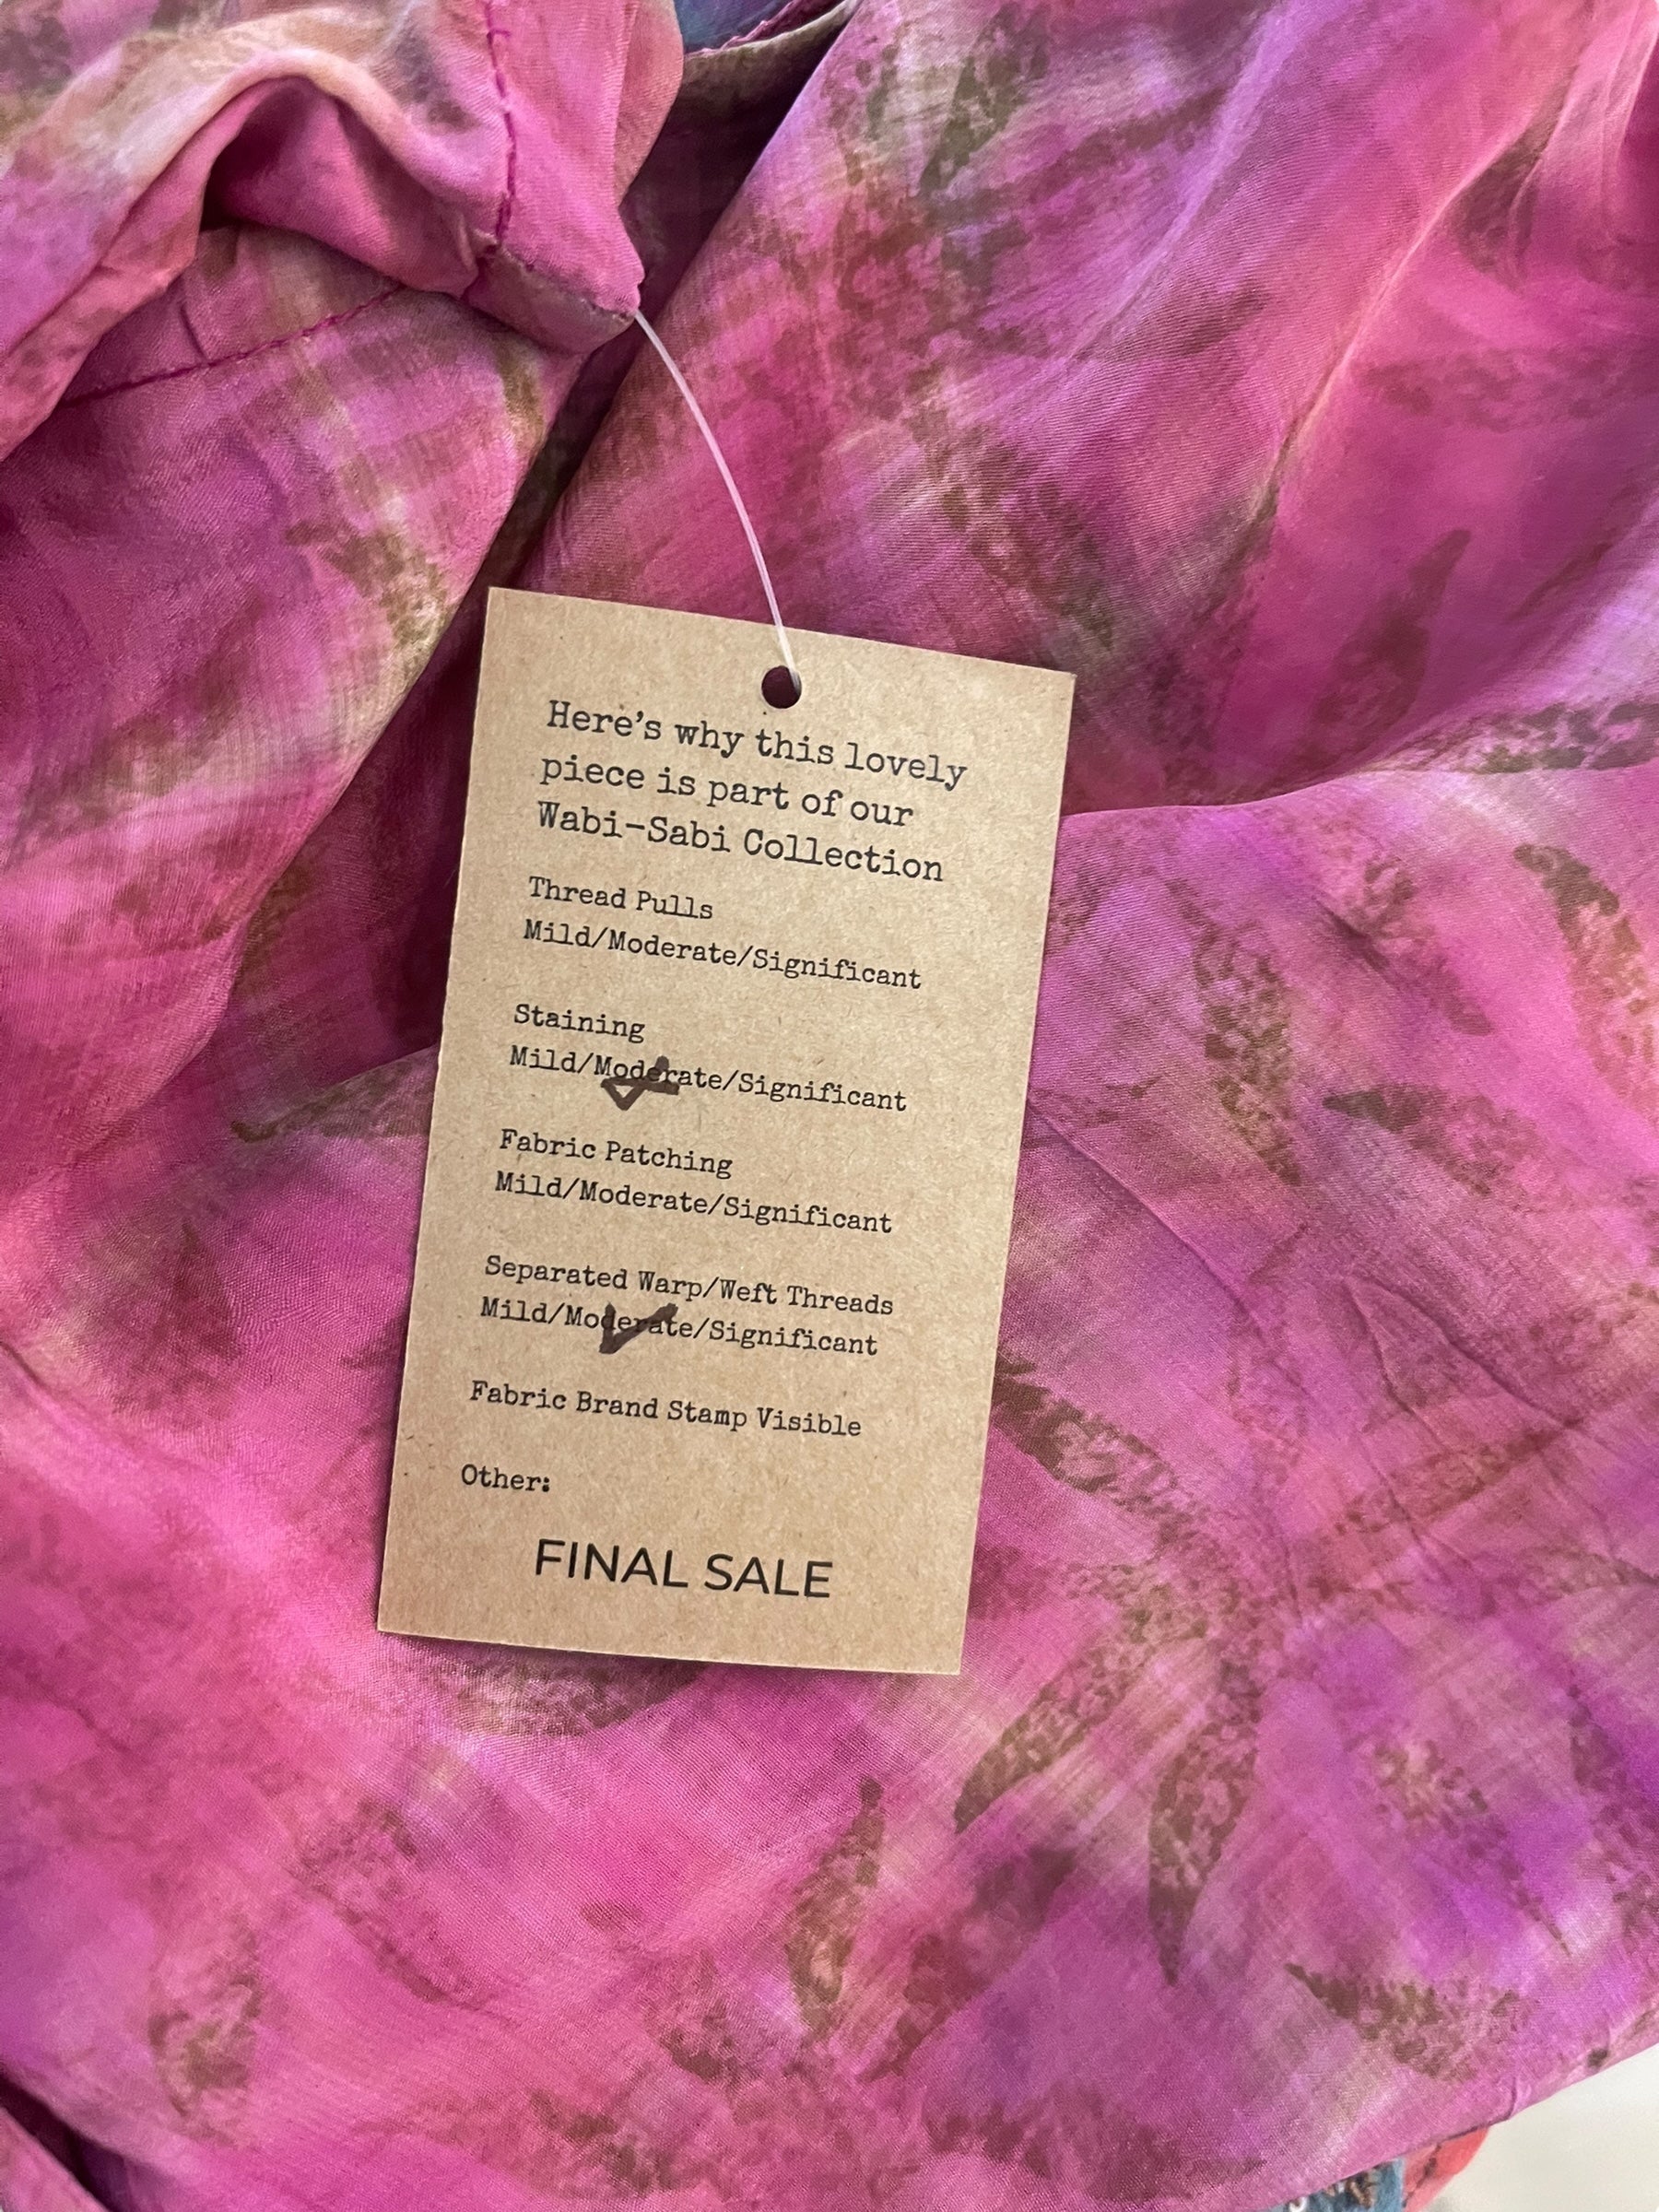 Here's why this lovely
piece is part of our
Wabi-Sabi Collection
Thread Pulls
Mild/Moderate/Significant
Staining
Mild/Moderate/Significant
Fabric Patching
Mild/Moderate/Significant
Separated Warp/Weft Threads
Mild/Moderate/Significant
Fabric Brand Stamp Visible
Other:
FINAL SALE